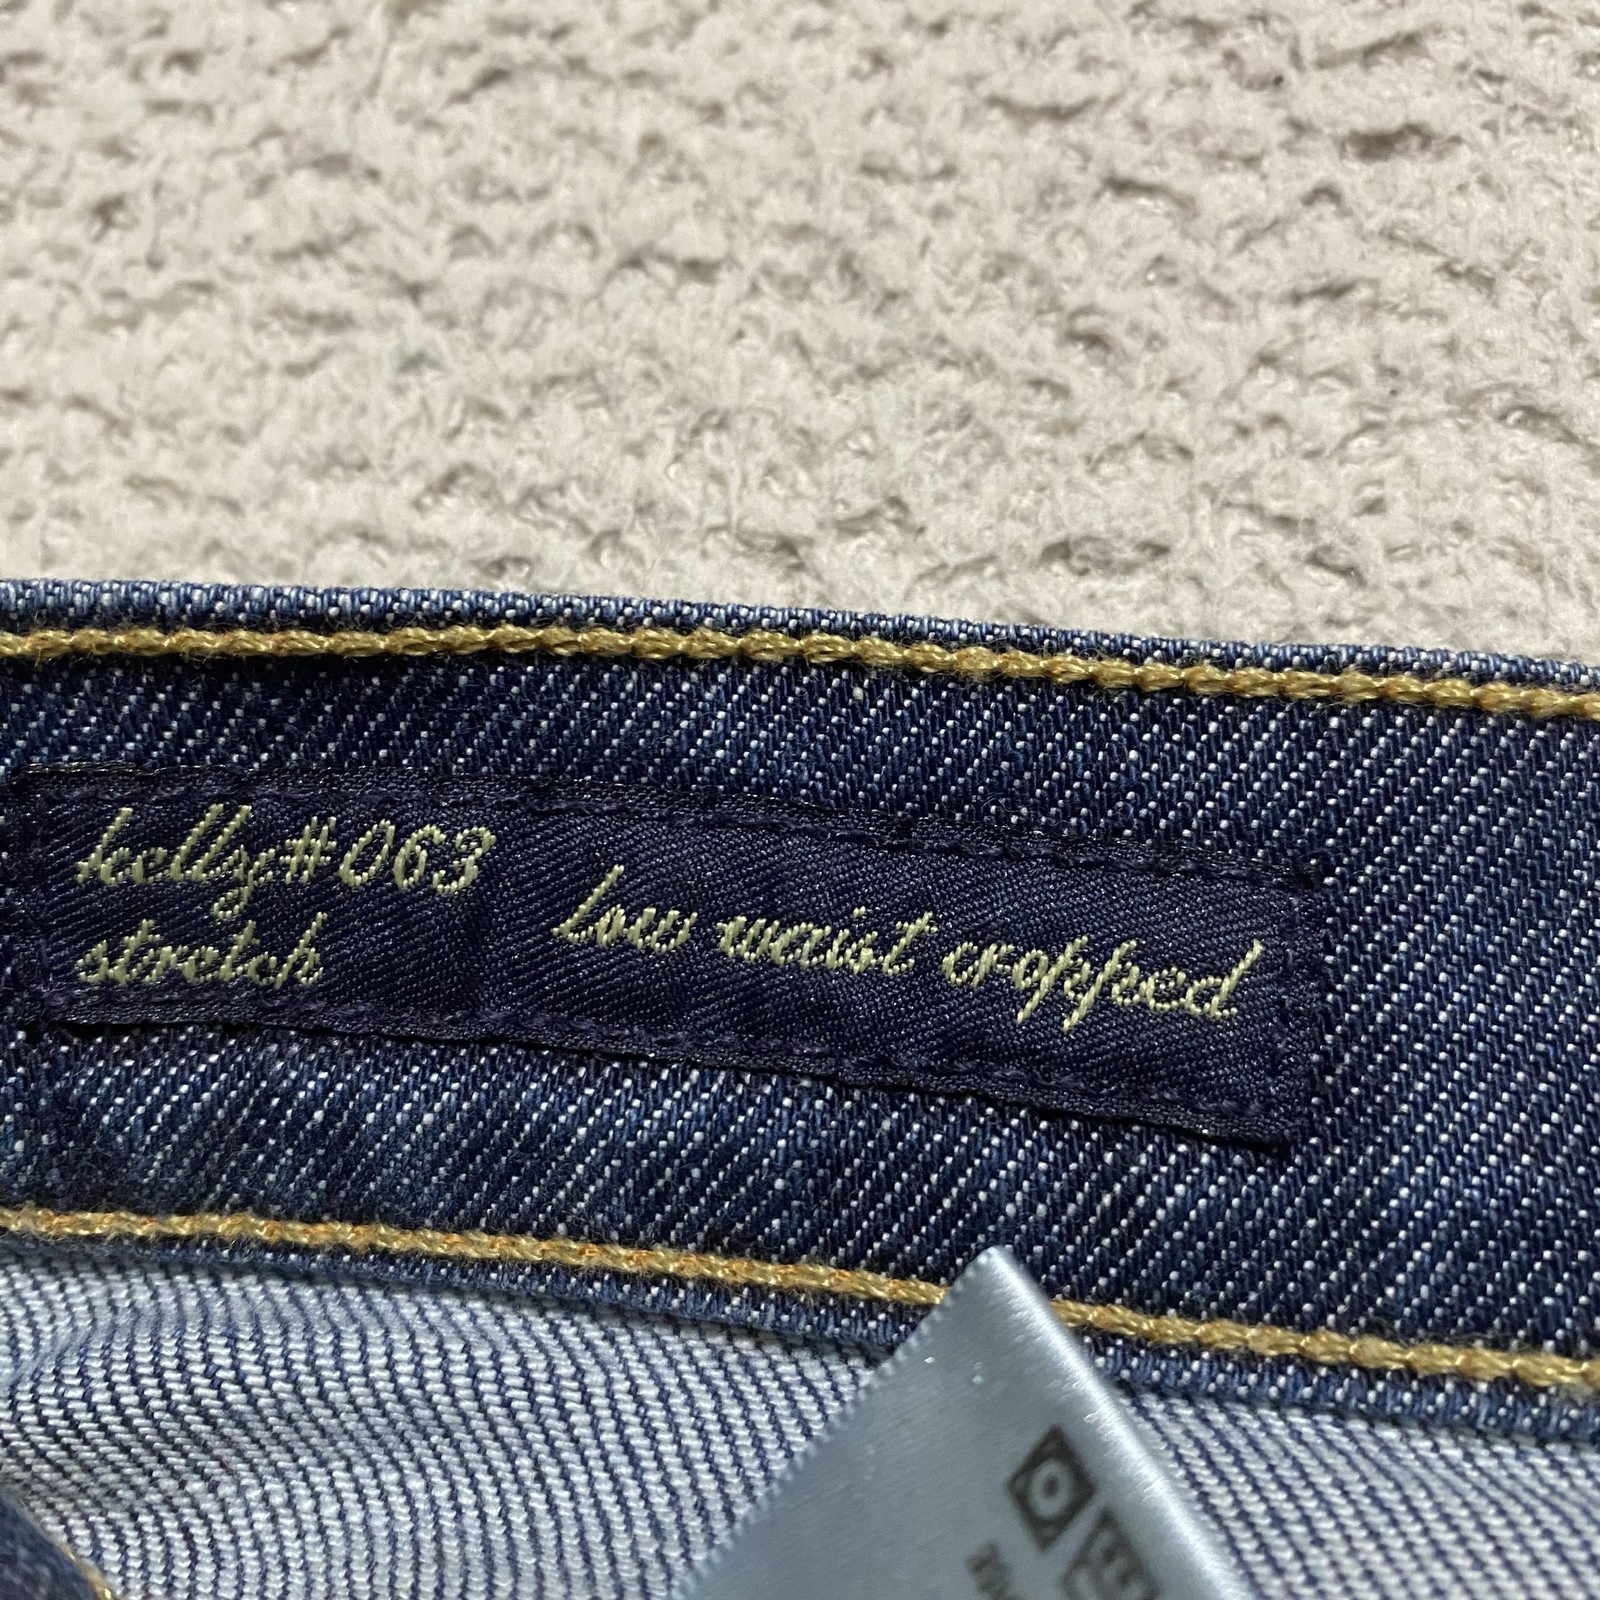 kelly#063
stretch
low waist cropped